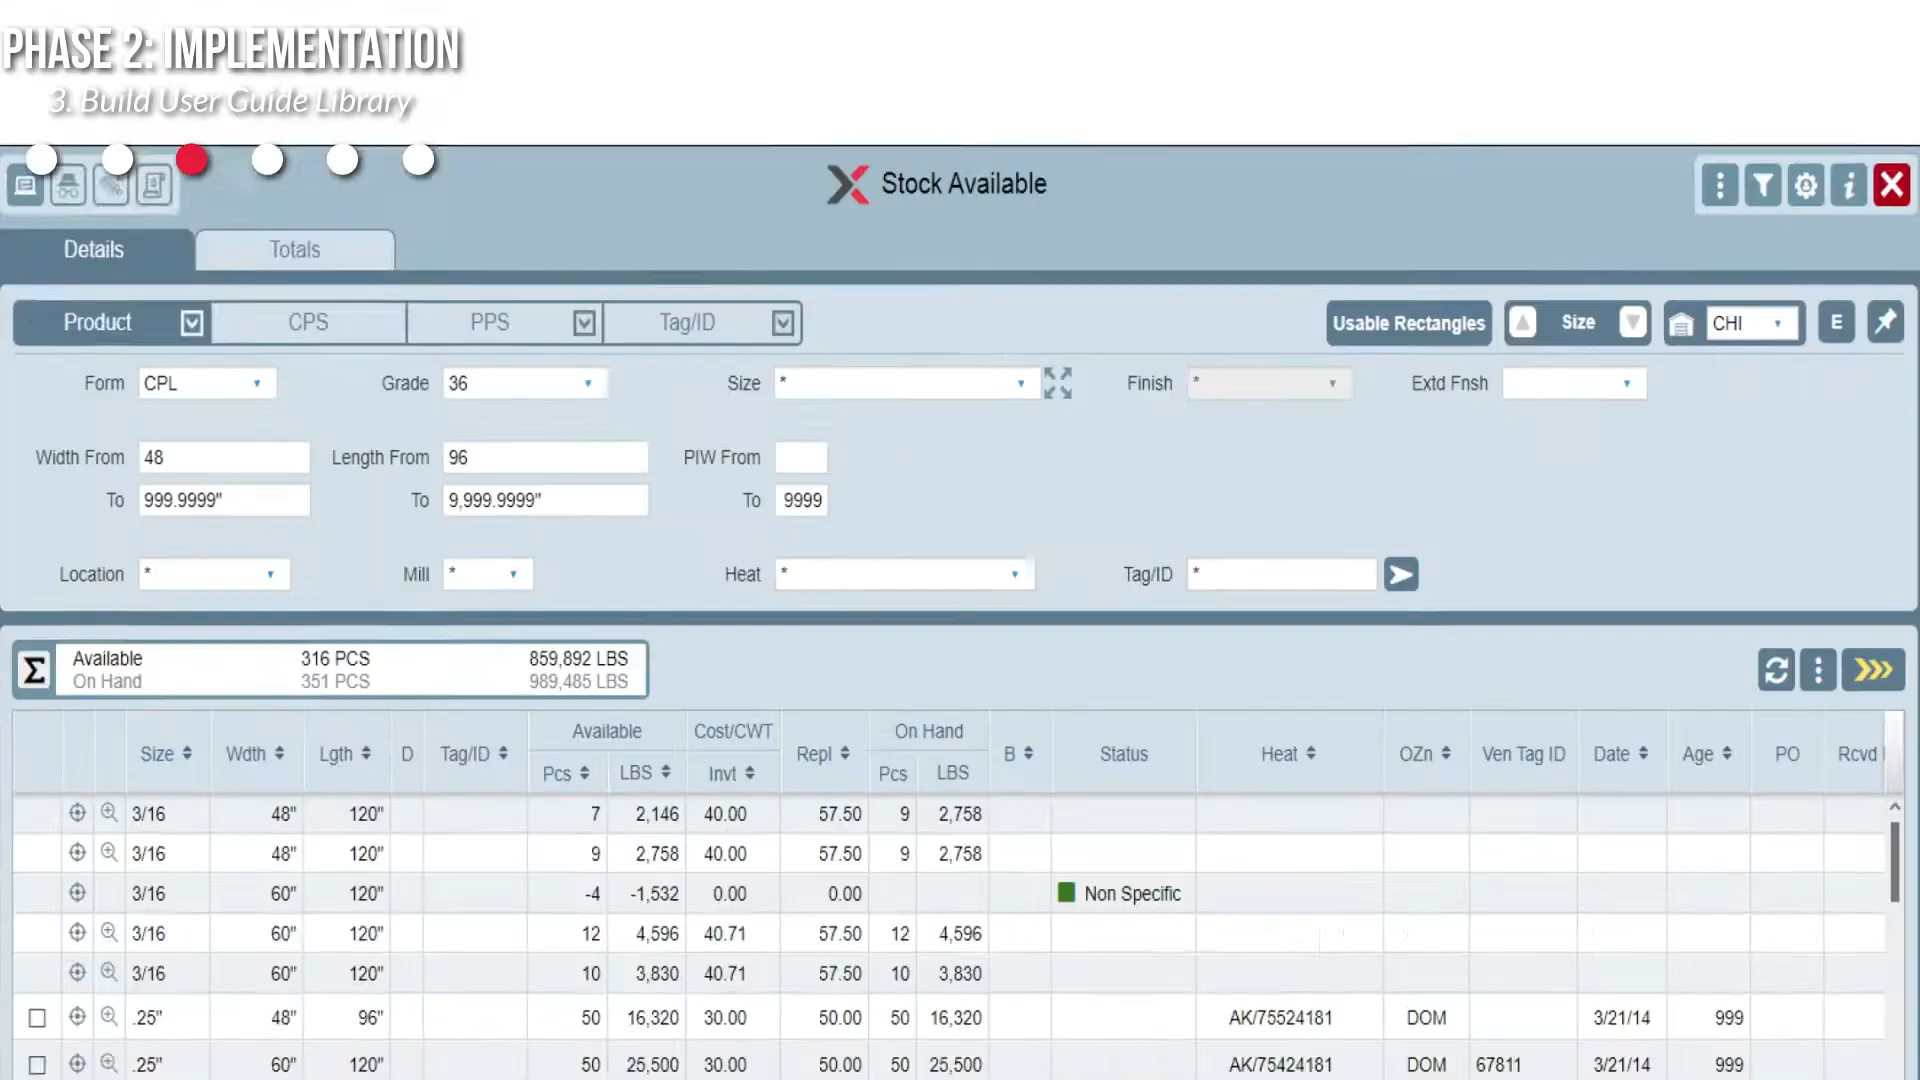 PHASE 2: IMPLEMENTATION
3. Build User Guide Library
Stock Available
Details Totals
Product CPS PPS Tag/ID Usable Rectangles Size CHI E
Form CPL Grade 36 Size * Finish * Extd Fnsh
Width From 48 Length From 96 PIW From
To 999.9999" To 9,999.9999" To 9999
Location * Mill * Heat * Tag/ID *
Σ Available 316 PCS 859,892 LBS
On Hand 351 PCS 989,485 LBS
Available Cost/CWT On Hand
Size Wdth Lgth D Tag/ID Repl B Status Heat OZn Ven Tag ID Date Age PO Rcvd
Pcs LBS Invt Pcs LBS
3/16 48" 120" 7 2,146 40.00 57.50 9 2,758
3/16 48" 120" 9 2,758 40.00 57.50 9 2,758
3/16 60" 120" -4 -1,532 0.00 0.00 Non Specific
3/16 60" 120" 12 4,596 40.71 57.50 12 4,596
3/16 60" 120" 10 3,830 40.71 57.50 10 3,830
.25" 48" 96" 50 16,320 30.00 50.00 50 16,320 AK/75524181 DOM 3/21/14 999
.25" 60" 120" 50 25,500 30.00 50.00 50 25,500 AK/75424181 DOM 67811 3/21/14 999